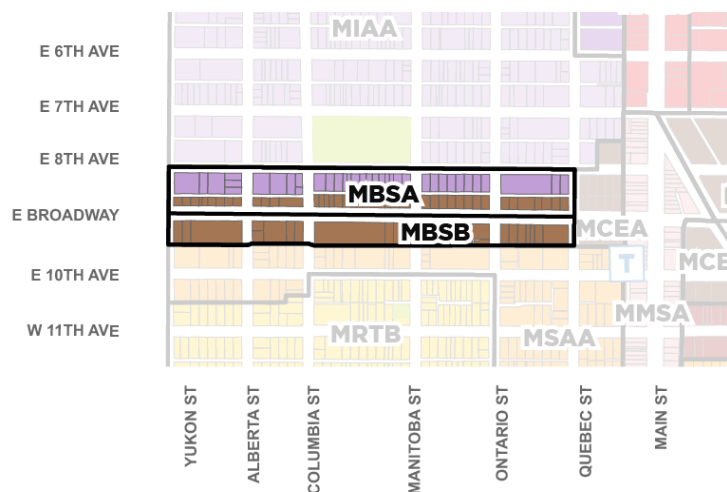 MIAA
E 6TH AVE
E 7TH AVE
E 8TH AVE
MBSA
E BROADWAY
MBSB
MCEA
E 10TH AVE
T
MCE
MMSA
W 11TH AVE
MRTB
MSAA
YUKON ST
ALBERTA ST
COLUMBIA ST
MANITOBA ST
ONTARIO ST
QUEBEC ST
MAIN ST